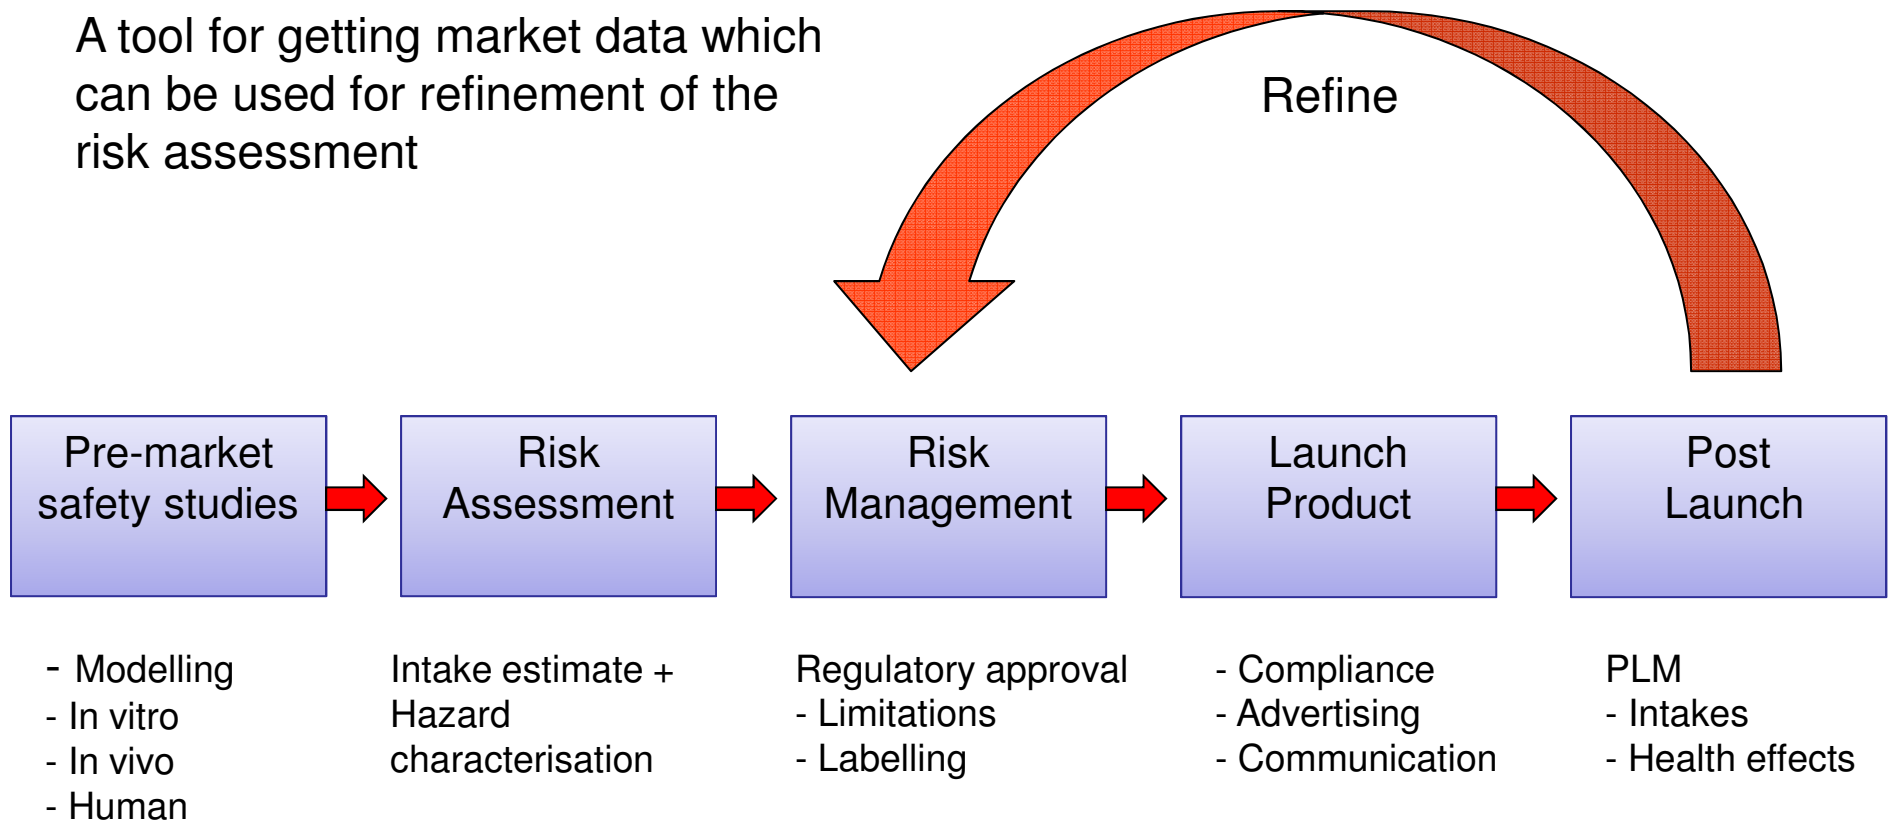 A tool for getting market data which
can be used for refinement of the
risk assessment
Refine
Pre-market
safety studies
Risk
Assessment
Risk
Management
Launch
Product
Post
Launch
- Modelling
- In vitro
- In vivo
- Human
Intake estimate +
Hazard
characterisation
Regulatory approval
- Limitations
- Labelling
- Compliance
- Advertising
- Communication
PLM
- Intakes
- Health effects